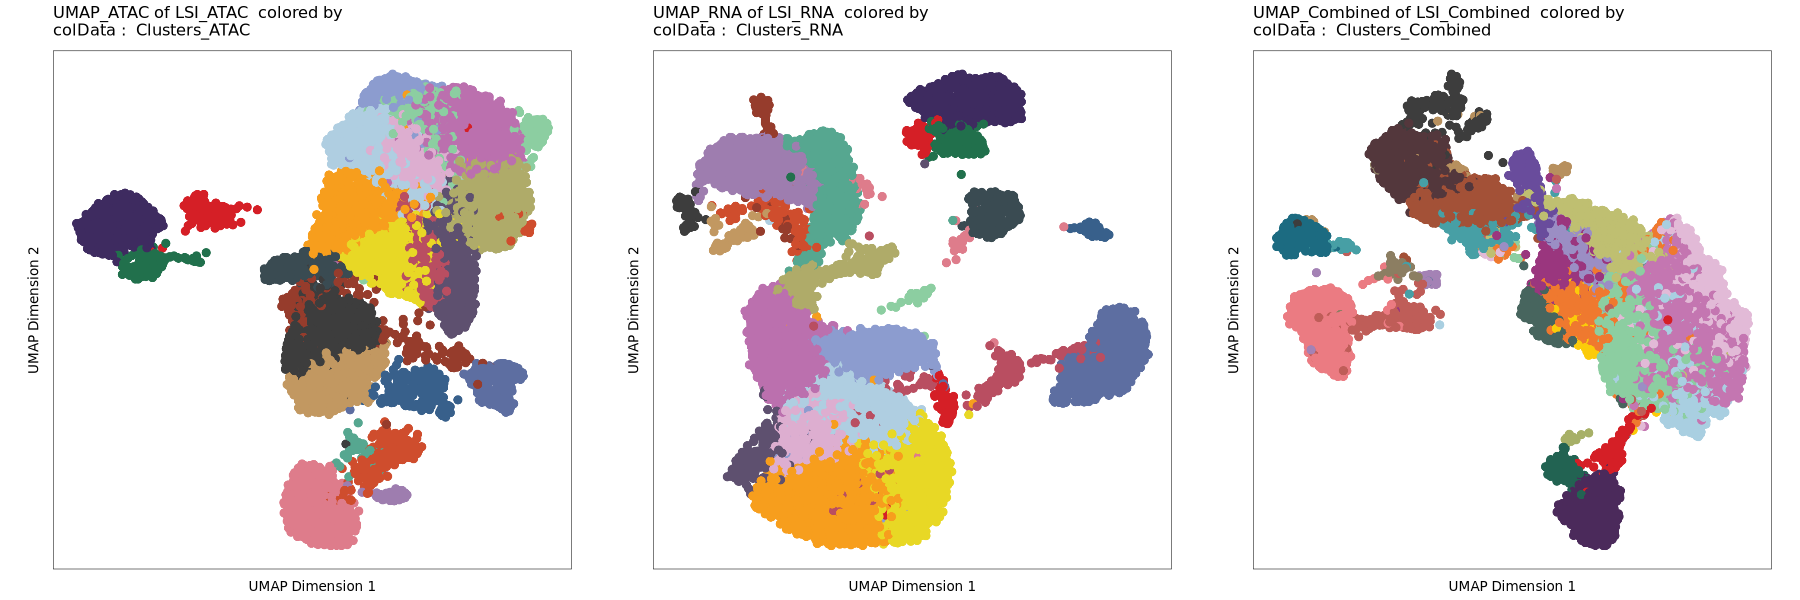 UMAP_ATAC of LSI_ATAC  colored by
colData :  Clusters_ATAC
UMAP Dimension 2
UMAP Dimension 1
UMAP_RNA of LSI_RNA  colored by
colData :  Clusters_RNA
UMAP Dimension 2
UMAP Dimension 1
UMAP_Combined of LSI_Combined  colored by
colData :  Clusters_Combined
UMAP Dimension 2
UMAP Dimension 1